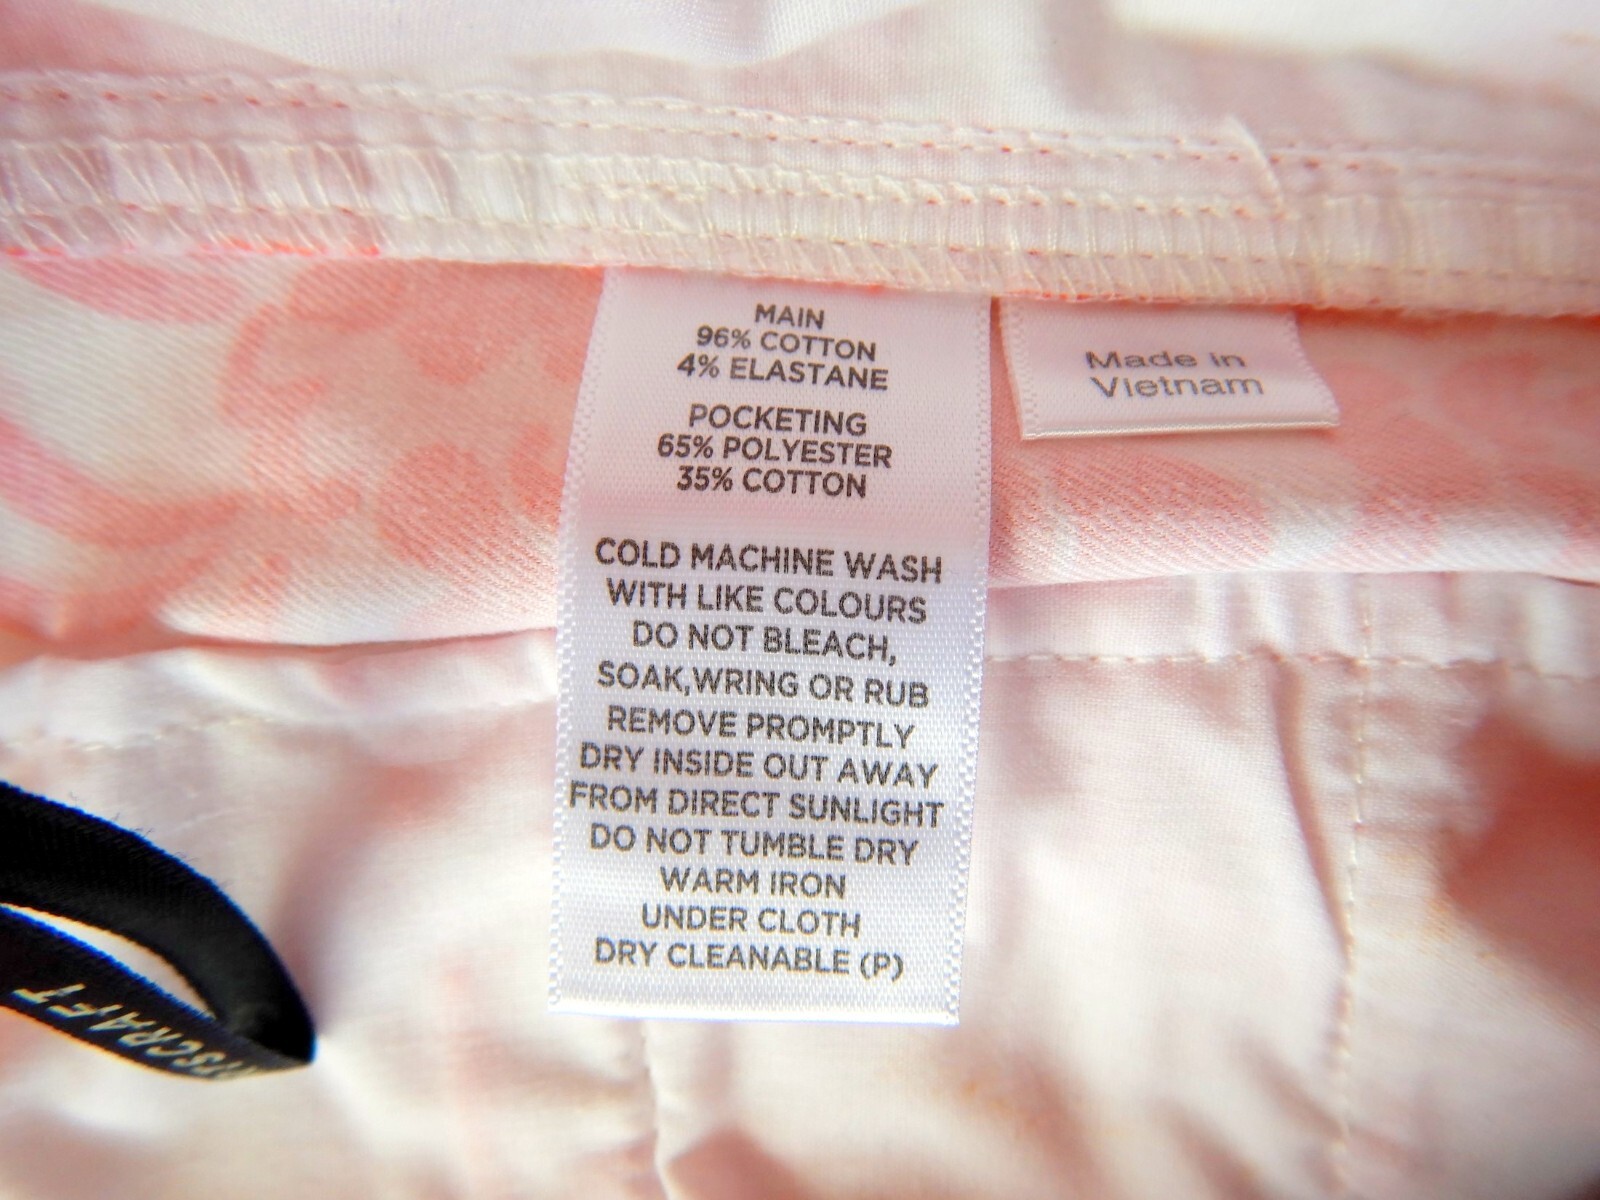 MAIN
96% COTTON
4% ELASTANE
POCKETING
65% POLYESTER
35% COTTON
COLD MACHINE WASH
WITH LIKE COLOURS
DO NOT BLEACH,
SOAK,WRING OR RUB
REMOVE PROMPTLY
DRY INSIDE OUT AWAY
FROM DIRECT SUNLIGHT
DO NOT TUMBLE DRY
WARM IRON
UNDER CLOTH
DRY CLEANABLE (P)
Made in
Vietnam